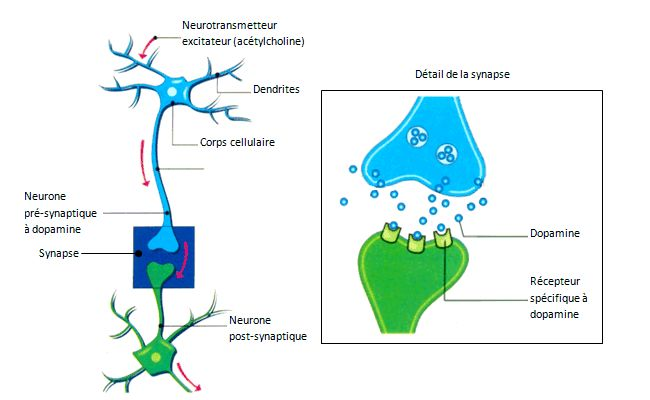 Neurotransmetteur
excitateur (acétylcholine)
Détail de la synapse
Dendrites
Corps cellulaire
Neurone
pré-synaptique
à dopamine
Dopamine
Synapse
Récepteur
spécifique à
dopamine
Neurone
post-synaptique